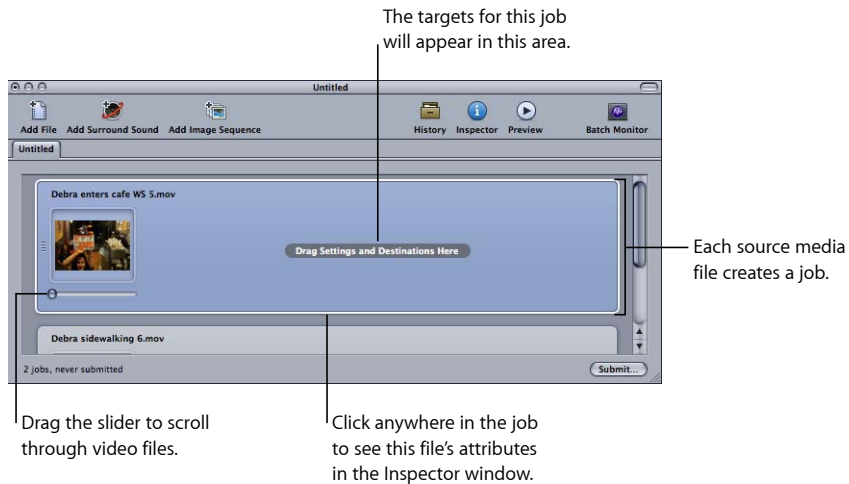 The targets for this job
will appear in this area.
Untitled
Add File Add Surround Sound Add Image Sequence History Inspector Preview Batch Monitor
Untitled
Debra enters cafe WS 5.mov
Drag Settings and Destinations Here
Each source media
file creates a job.
Debra sidewalking 6.mov
2 jobs, never submitted Submit...
Drag the slider to scroll
through video files.
Click anywhere in the job
to see this file's attributes
in the Inspector window.